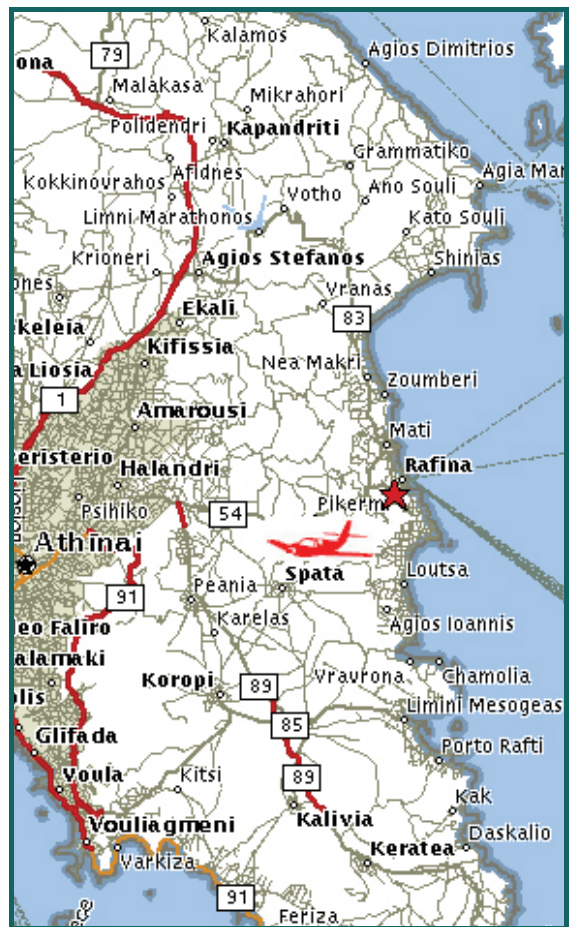 Kalamos
79
Agios Dimitrios
ona
Malakasa
Mikrahori
Polidendri
Kapandriti
Grammatiko
Afidnes
Agia Mar
Kokkinovrahos
Votho
Ano Souli
Limni Marathonos
Kato Souli
Krioneri
Agios Stefanos
Shinias
ones
Vranas
Ekali
83
ekeleia
Kifissia
Nea Makri
a Liosia
Zoumberi
1
Amarousi
Mati
eristerio
Halandri
Rafina
Psihiko
54
Pikerm
Athinai
Spata
Loutsa
91
Peania
Agios Ioannis
leo Faliro
Karelas
alamaki
Vravrona
Chamolia
Koropi
89
olis
Limini Mesogeas
85
Glifada
Porto Rafti
Voula
Kitsi
89
Kak
Kalivia
Vouliagmeni
Daskalio
Keratea
Varkiza
91
Feriza